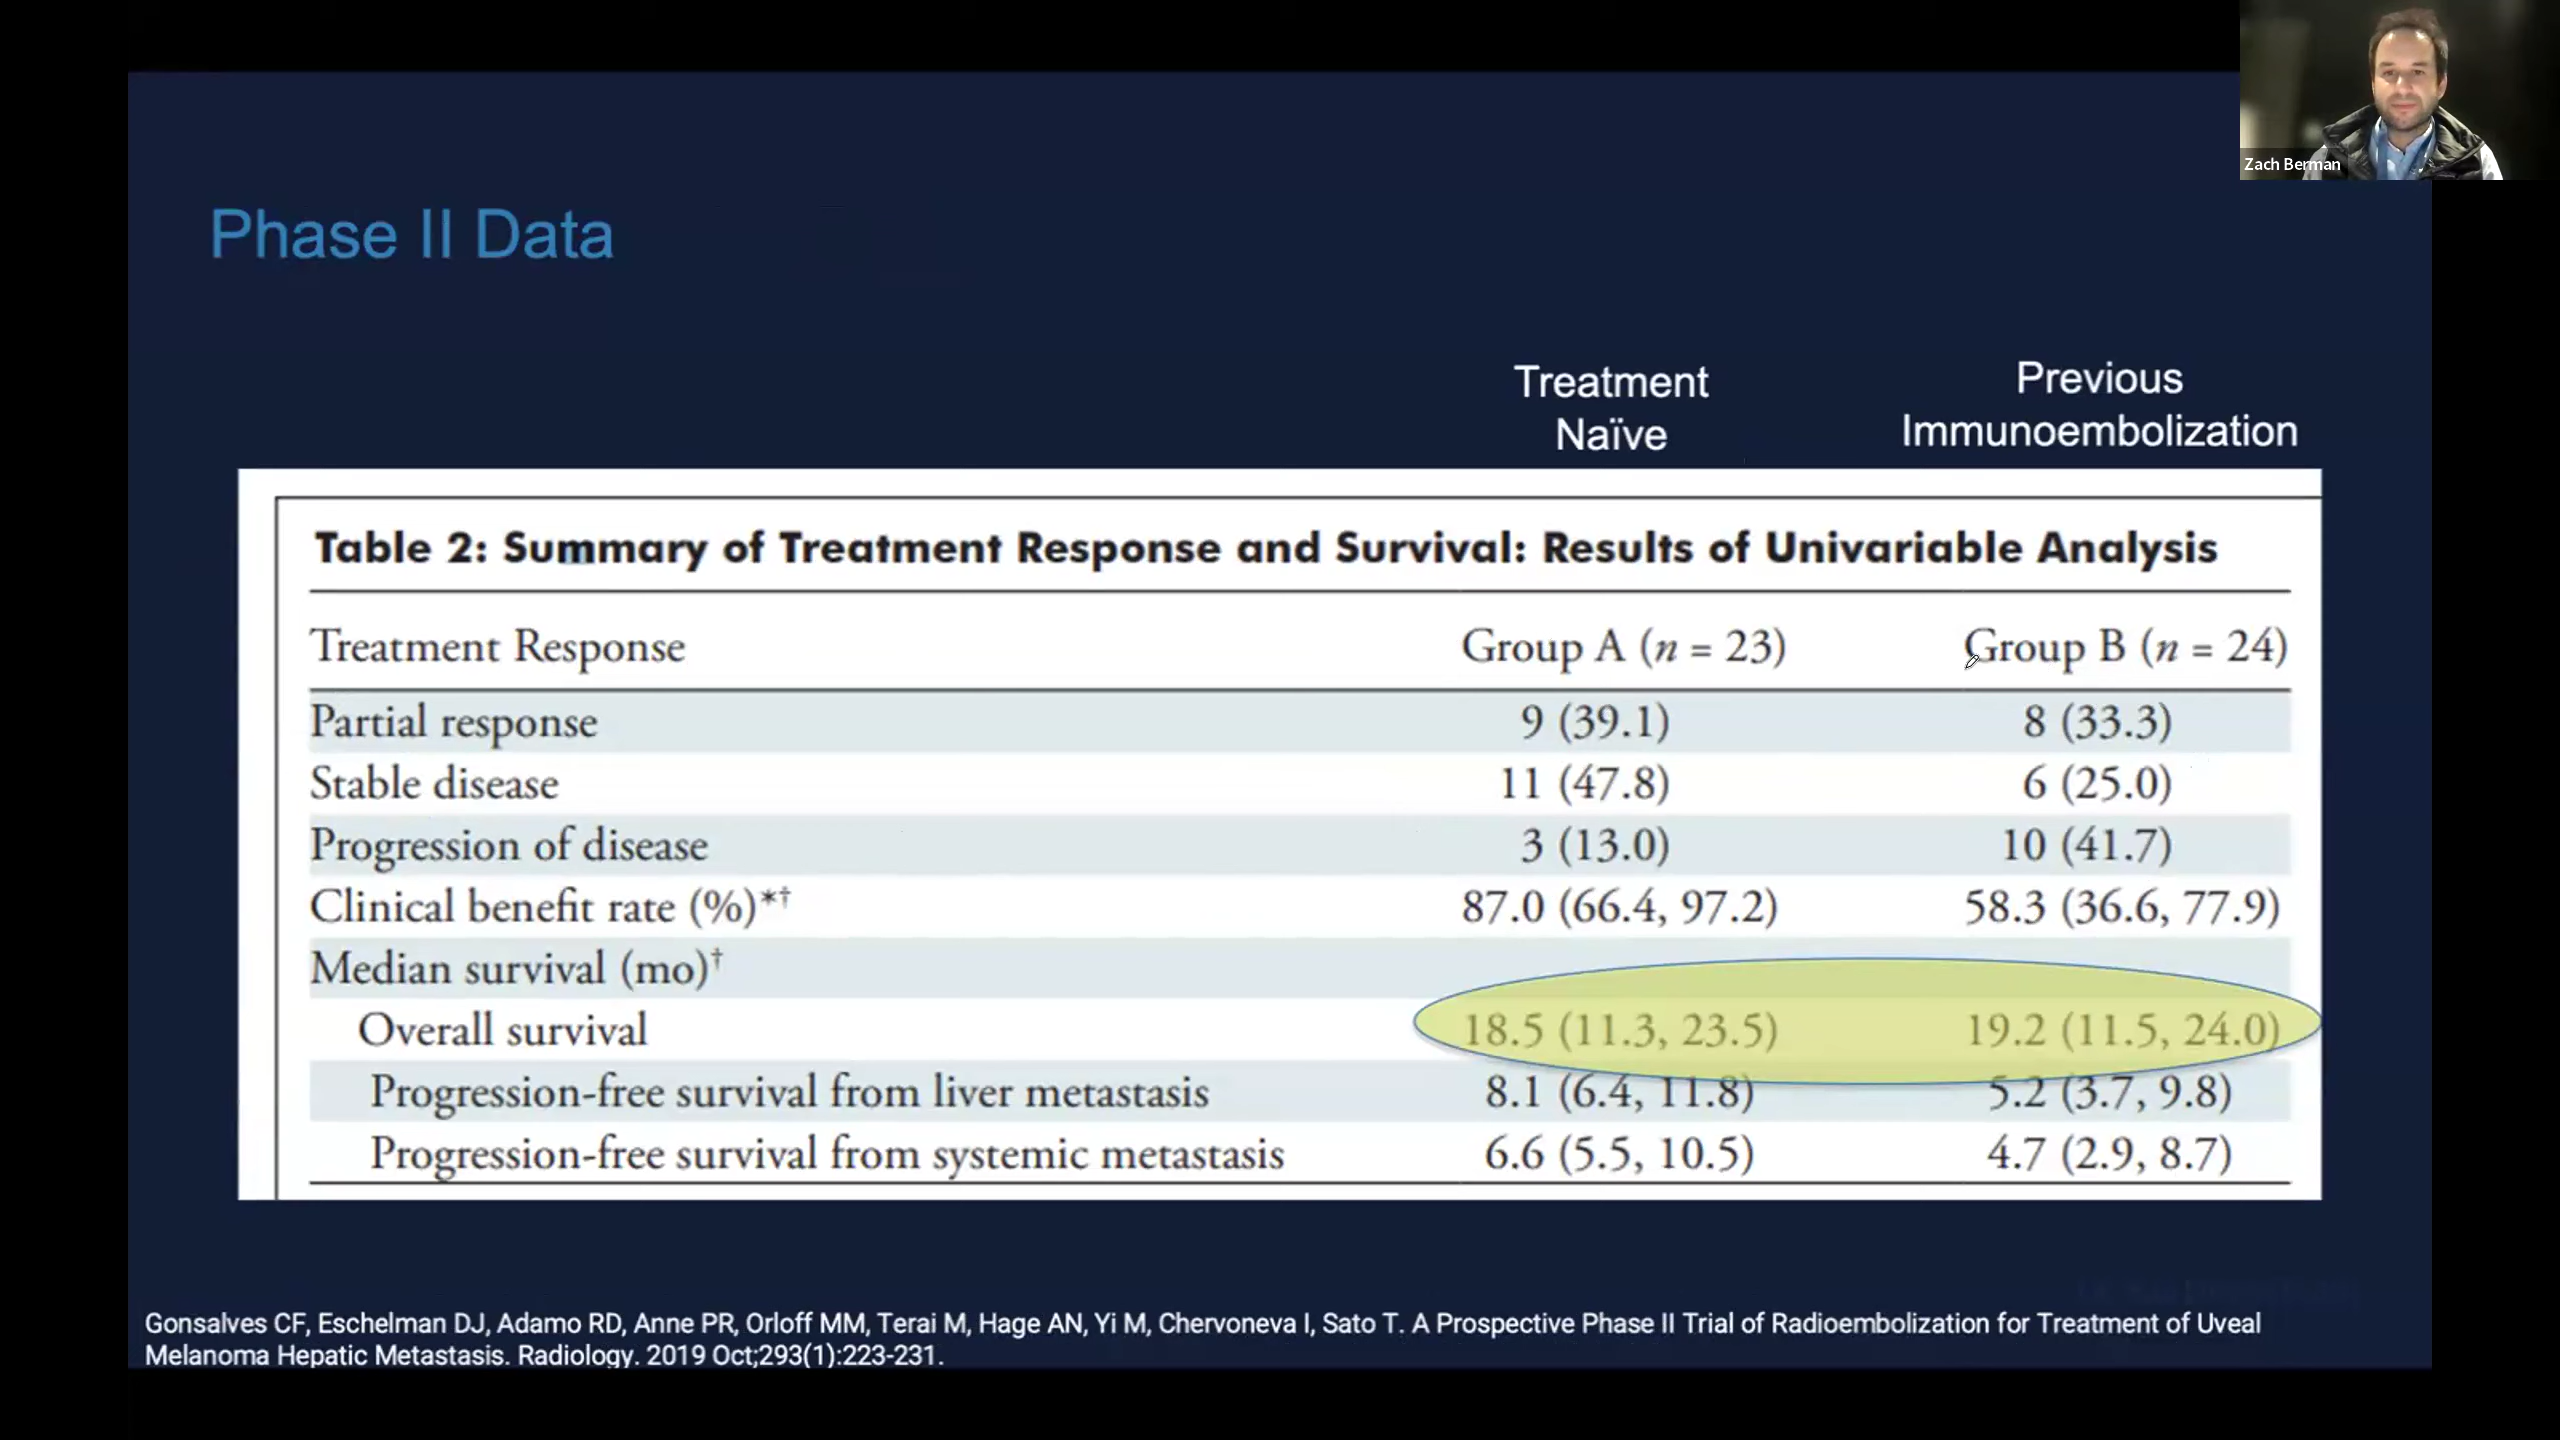 Zach Berman
Phase II Data
Treatment
Naïve
Previous
Immunoembolization
Table 2: Summary of Treatment Response and Survival: Results of Univariable Analysis
Treatment Response Group A (n = 23) Group B (n = 24)
Partial response 9 (39.1) 8 (33.3)
Stable disease 11 (47.8) 6 (25.0)
Progression of disease 3 (13.0) 10 (41.7)
Clinical benefit rate (%)*† 87.0 (66.4, 97.2) 58.3 (36.6, 77.9)
Median survival (mo)†
Overall survival 18.5 (11.3, 23.5) 19.2 (11.5, 24.0)
Progression-free survival from liver metastasis 8.1 (6.4, 11.8) 5.2 (3.7, 9.8)
Progression-free survival from systemic metastasis 6.6 (5.5, 10.5) 4.7 (2.9, 8.7)
Gonsalves CF, Eschelman DJ, Adamo RD, Anne PR, Orloff MM, Terai M, Hage AN, Yi M, Chervoneva I, Sato T. A Prospective Phase II Trial of Radioembolization for Treatment of Uveal
Melanoma Hepatic Metastasis. Radiology. 2019 Oct;293(1):223-231.